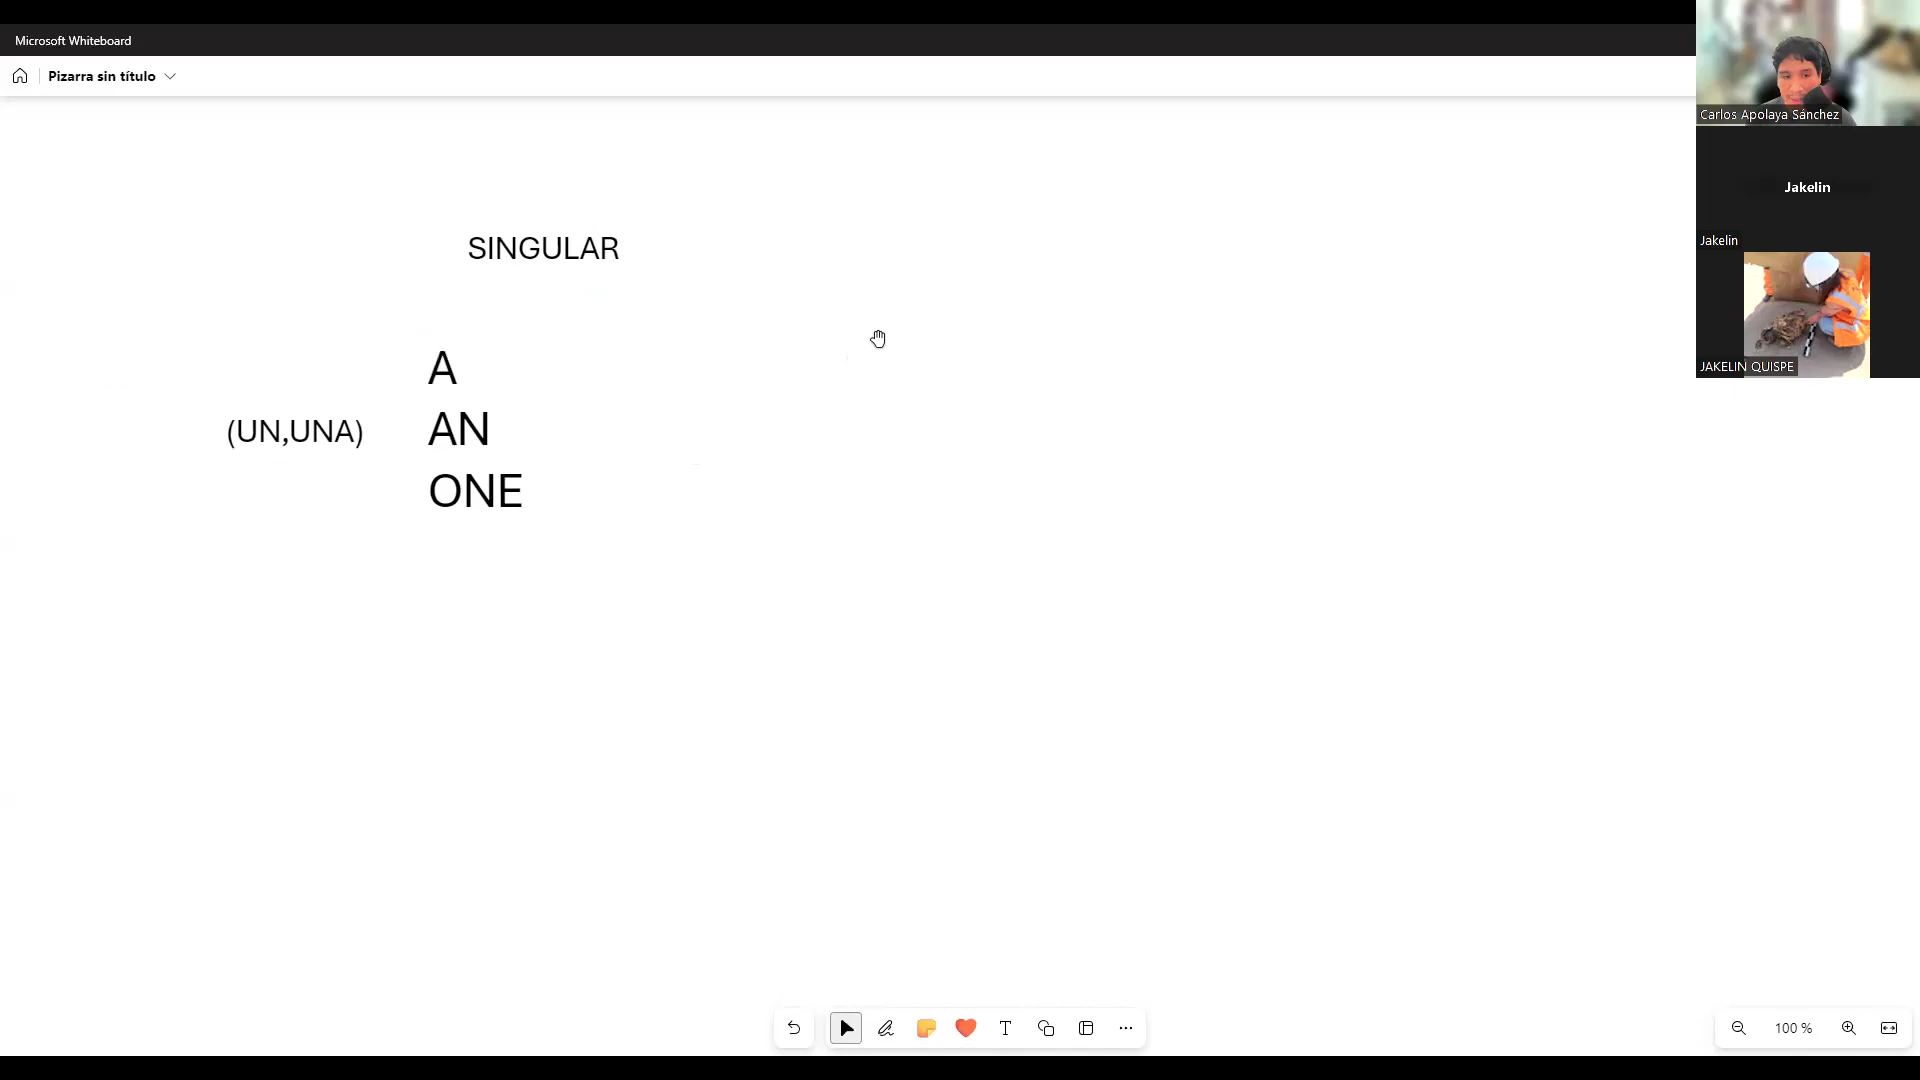 Microsoft Whiteboard
Pizarra sin título
Carlos Apolaya Sánchez
Jakelin
Jakelin
JAKELIN QUISPE
SINGULAR
A
(UN,UNA) AN
ONE
100 %